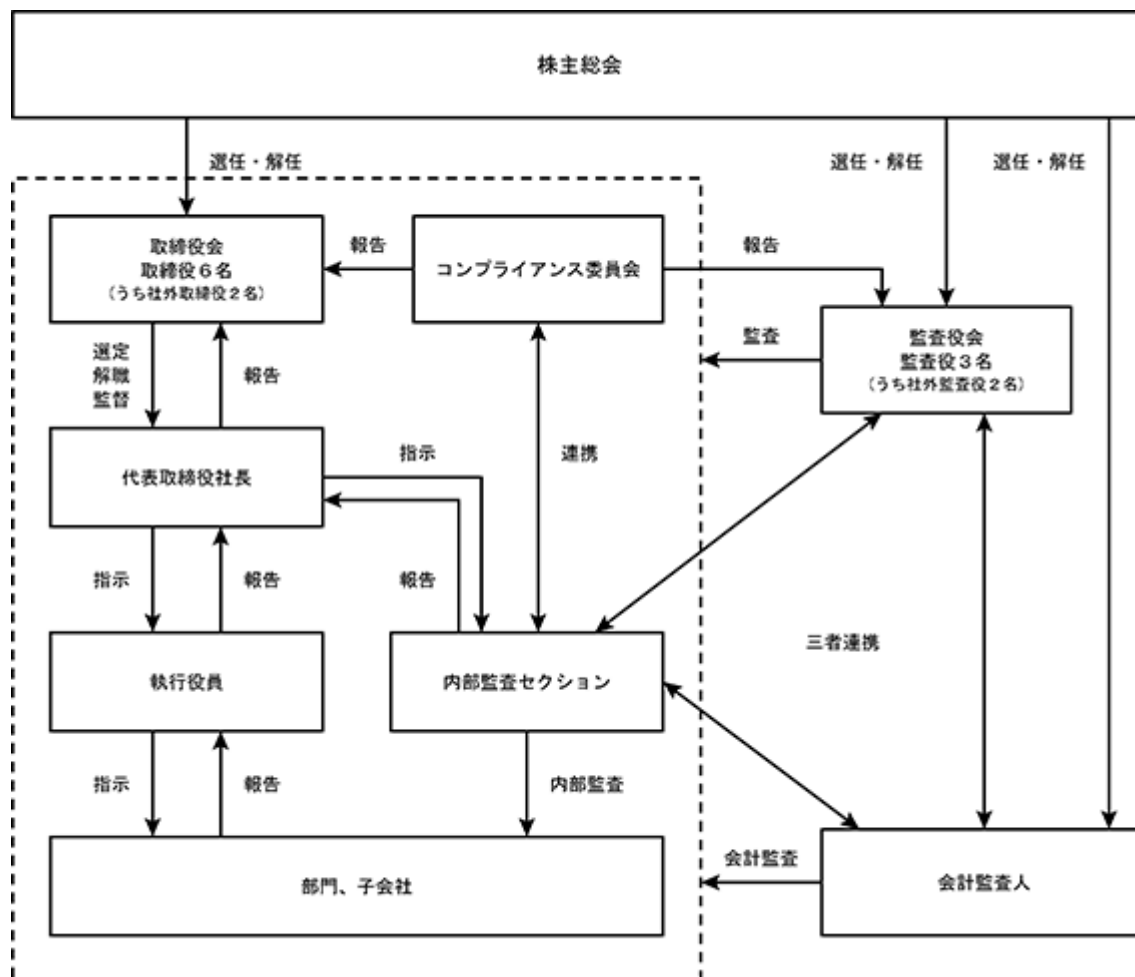 株主総会
選任・解任
選任・解任
選任・解任
取締役会
取締役6名
(うち社外取締役2名)
報告
コンプライアンス委員会
報告
監査
監査役会
監査役3名
(うち社外監査役2名)
選定
解職
監督
報告
代表取締役社長
指示
連携
報告
指示
報告
三者連携
執行役員
内部監査セクション
指示
報告
内部監査
部門、子会社
会計監査
会計監査人